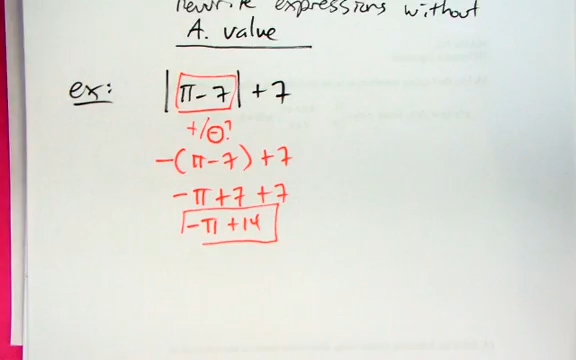 rewrite expressions without
A. value
ex: |π-7| + 7
+/⊖?
-(π-7) + 7
-π+7 +7
-π +14